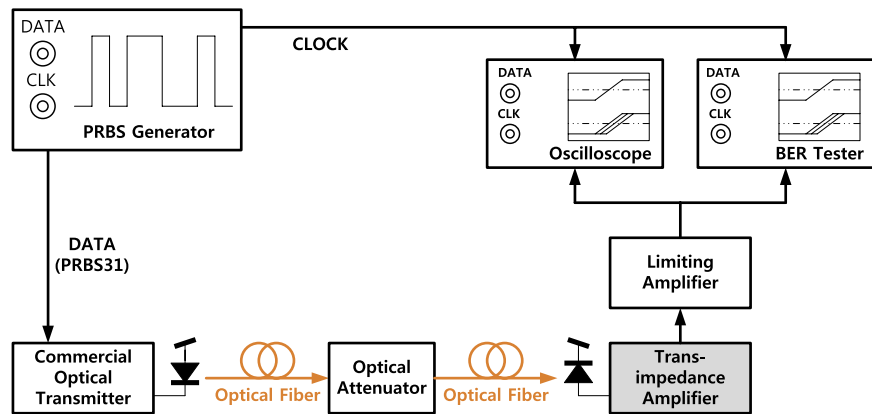 DATA
CLK
PRBS Generator
CLOCK
DATA
CLK
Oscilloscope
DATA
CLK
BER Tester
DATA
(PRBS31)
Limiting
Amplifier
Commercial
Optical
Transmitter
Optical Fiber
Optical
Attenuator
Optical Fiber
Trans-
impedance
Amplifier